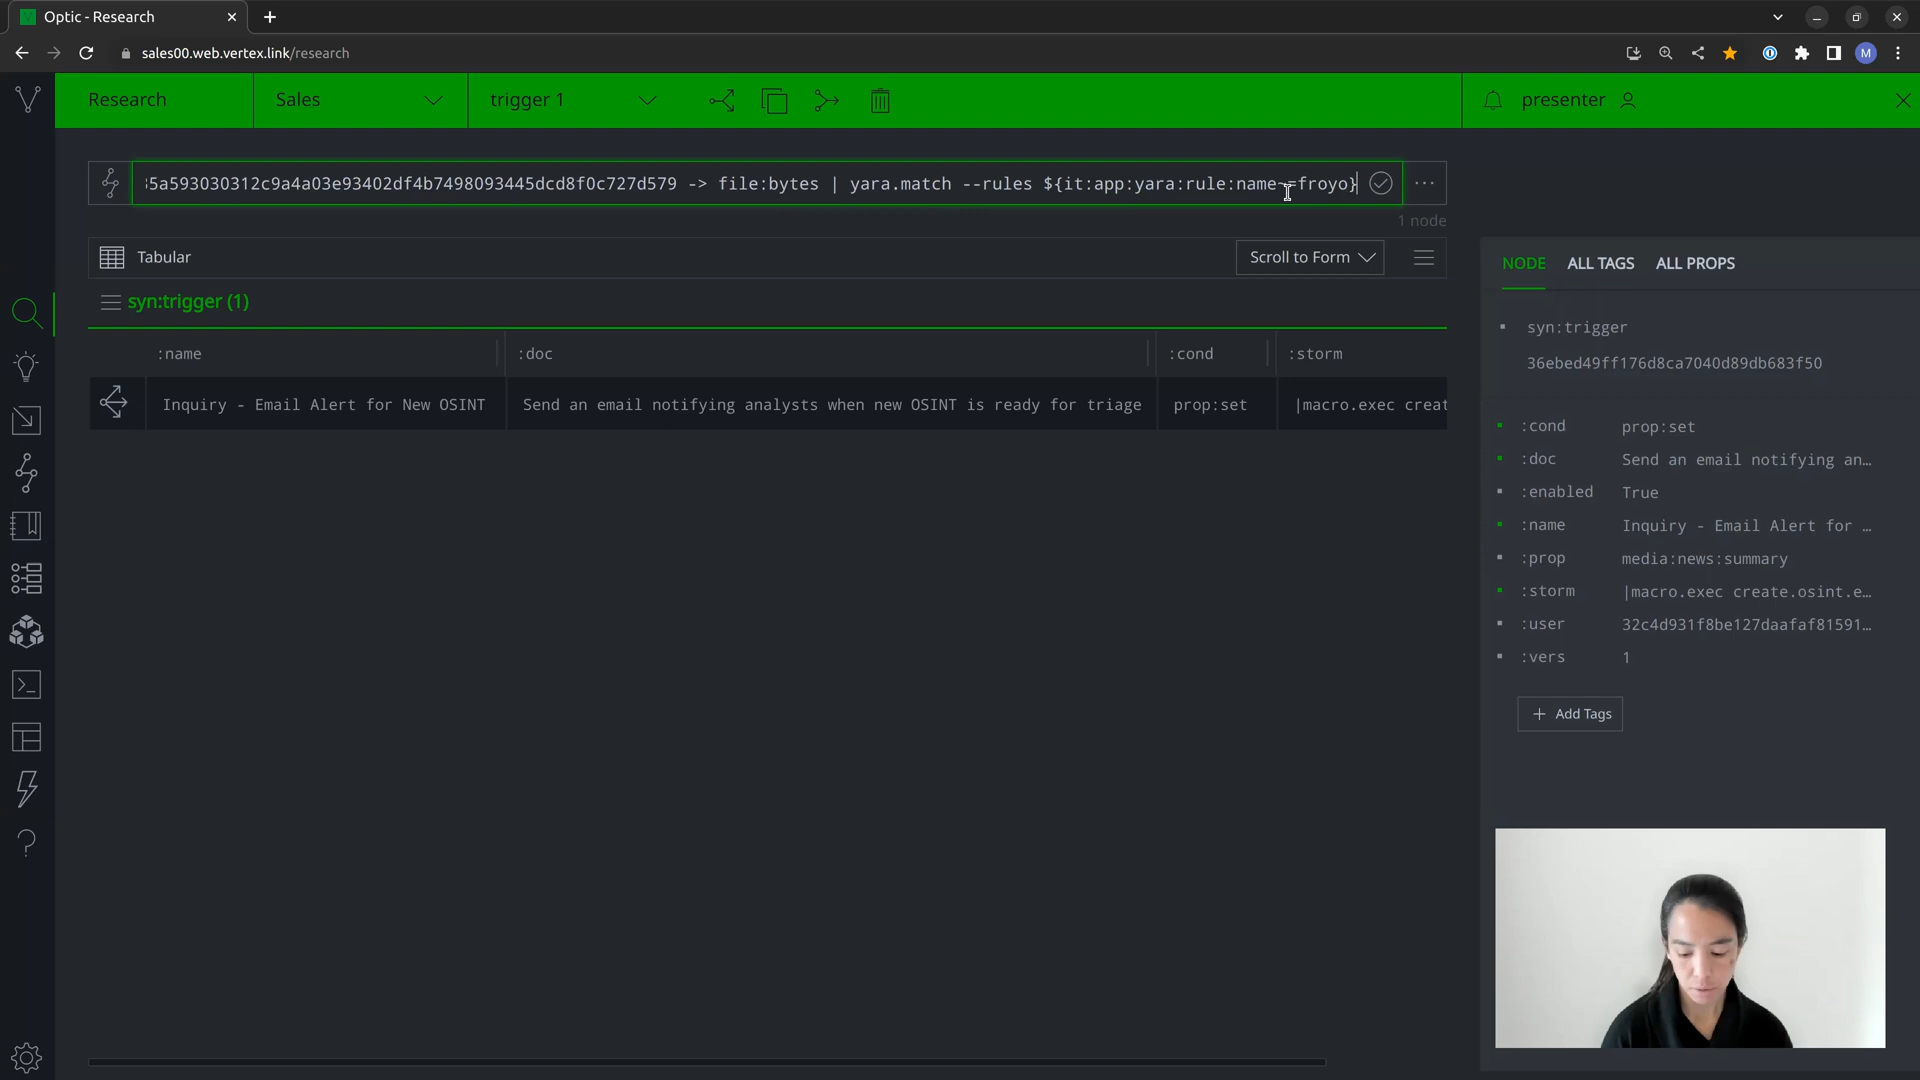 Optic - Research
sales00.web.vertex.link/research
M
Research
Sales
trigger 1
presenter
35a593030312c9a4a03e93402df4b7498093445dcd8f0c727d579 -> file:bytes | yara.match --rules ${it:app:yara:rule:name~=froyo}
1 node
Tabular
Scroll to Form
NODE
ALL TAGS
ALL PROPS
syn:trigger (1)
syn:trigger
36ebed49ff176d8ca7040d89db683f50
:name
:doc
:cond
:storm
Inquiry - Email Alert for New OSINT
Send an email notifying analysts when new OSINT is ready for triage
prop:set
|macro.exec creat
:cond prop:set
:doc Send an email notifying an…
:enabled True
:name Inquiry - Email Alert for …
:prop media:news:summary
:storm |macro.exec create.osint.e…
:user 32c4d931f8be127daafaf81591…
:vers 1
+ Add Tags